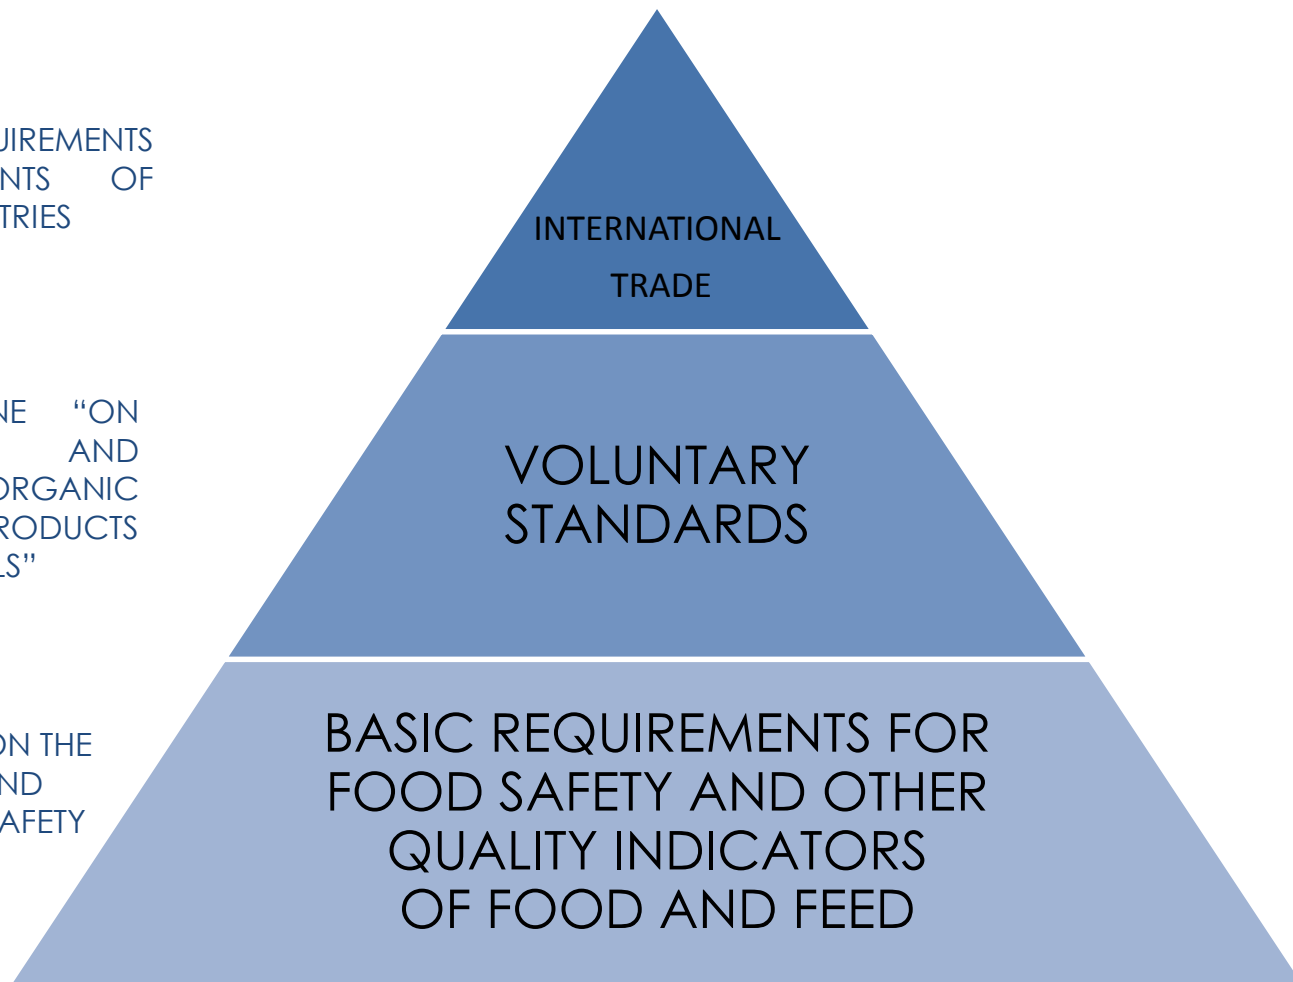 UIREMENTS
ENTS OF
TRIES
INTERNATIONAL
TRADE
NE “ON
AND
ORGANIC
RODUCTS
LS”
VOLUNTARY
STANDARDS
ON THE
ND
AFETY
BASIC REQUIREMENTS FOR
FOOD SAFETY AND OTHER
QUALITY INDICATORS
OF FOOD AND FEED